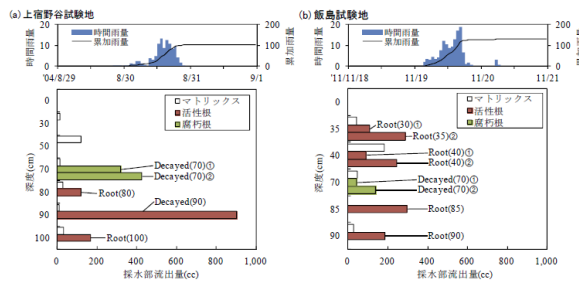 (a) 上宿野谷試験地
20
10
0
時間雨量
時間雨量
累加雨量
200
100
0
累加雨量
'04/8/29
8/30
8/31
9/1
マトリックス
活性根
腐朽根
0
30
50
70
80
90
100
深度(cm)
Decayed(70)①
Decayed(70)②
Root(80)
Decayed(90)
Root(100)
0
200
400
600
800
1,000
採水部流出量(cc)
(b) 飯島試験地
20
10
0
時間雨量
時間雨量
累加雨量
200
100
0
累加雨量
'11/11/18
11/19
11/20
11/21
マトリックス
活性根
腐朽根
0
35
40
70
85
90
深度(cm)
Root(30)①
Root(35)②
Root(40)①
Root(40)②
Decayed(70)①
Decayed(70)②
Root(85)
Root(90)
0
200
400
600
800
1,000
採水部流出量(cc)